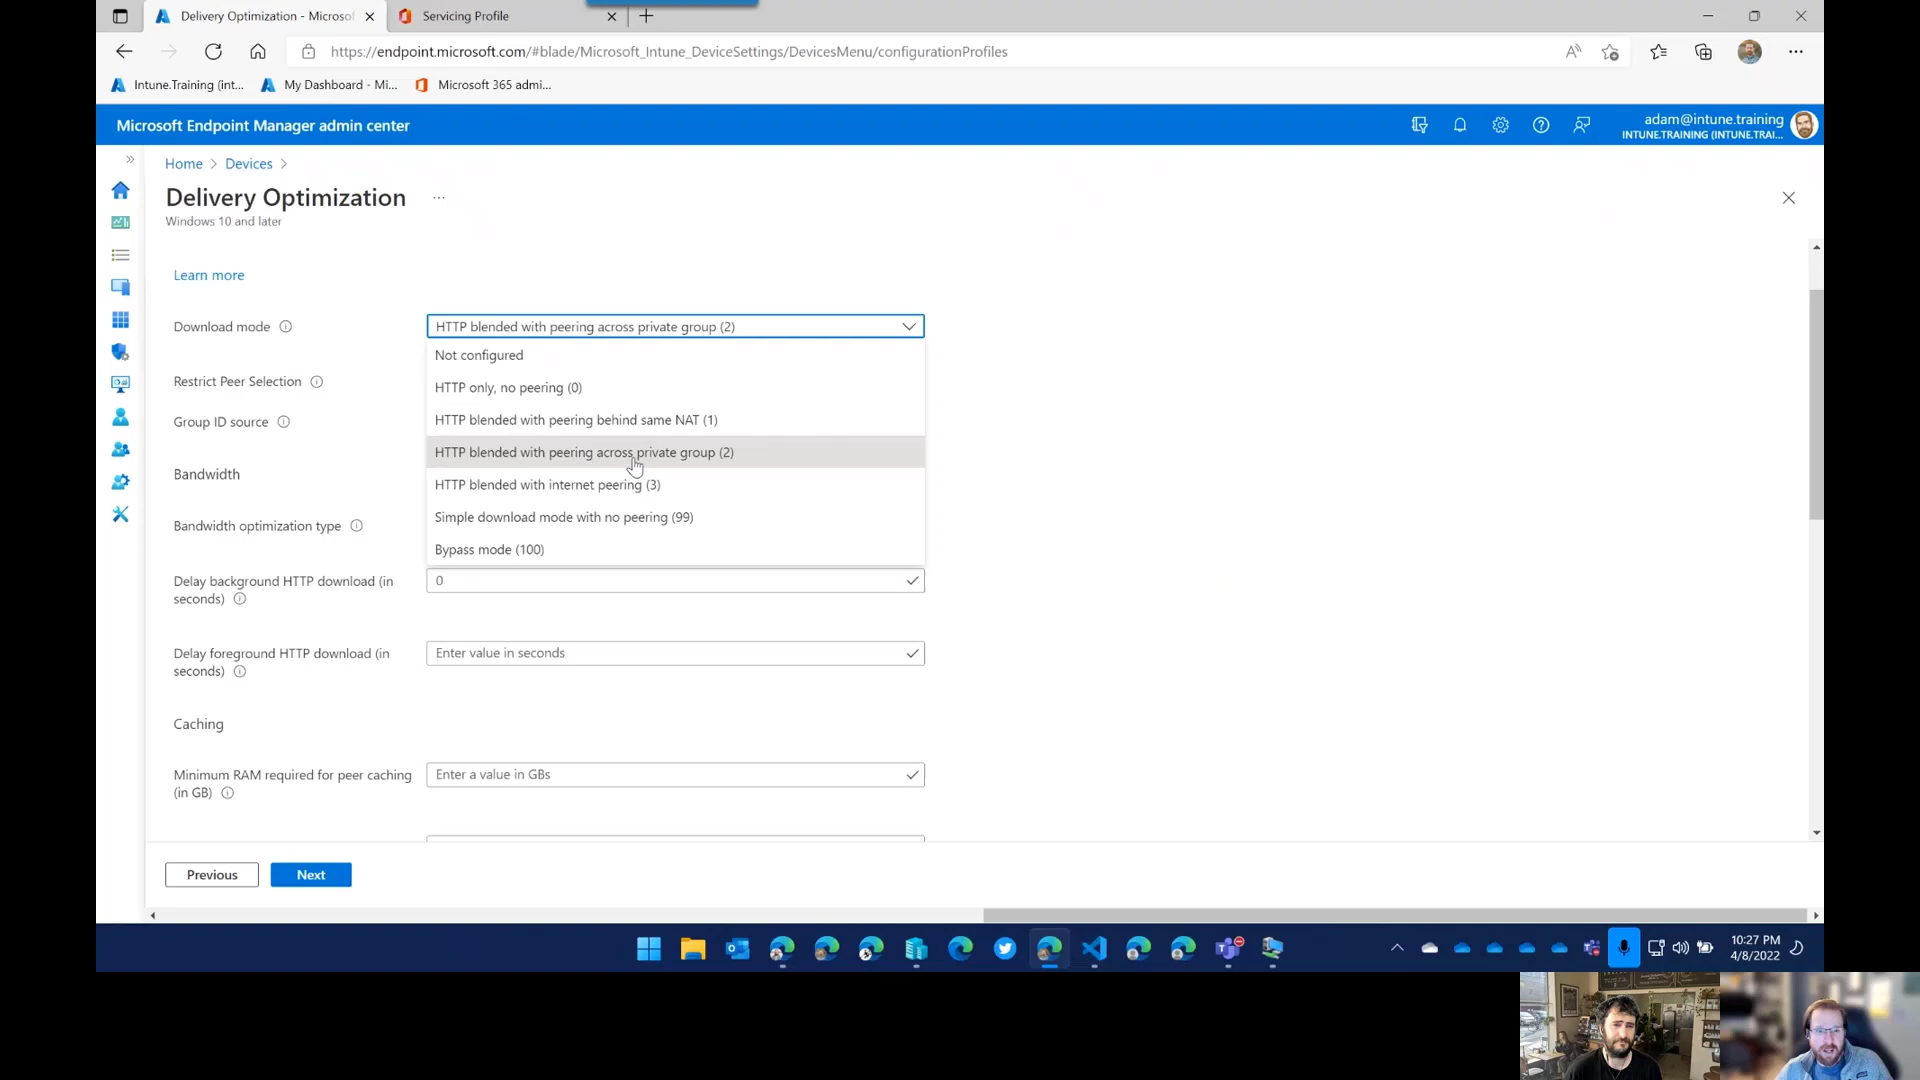 Delivery Optimization - Microsof
Servicing Profile
https://endpoint.microsoft.com/#blade/Microsoft_Intune_DeviceSettings/DevicesMenu/configurationProfiles
Intune.Training (int...
My Dashboard - Mi...
Microsoft 365 admi...
Microsoft Endpoint Manager admin center
adam@intune.training
INTUNE.TRAINING (INTUNE.TRAI...
Home > Devices >
Delivery Optimization ...
Windows 10 and later
Learn more
Download mode
HTTP blended with peering across private group (2)
Not configured
HTTP only, no peering (0)
HTTP blended with peering behind same NAT (1)
HTTP blended with peering across private group (2)
HTTP blended with internet peering (3)
Simple download mode with no peering (99)
Bypass mode (100)
Restrict Peer Selection
Group ID source
Bandwidth
Bandwidth optimization type
Delay background HTTP download (in
seconds)
0
Delay foreground HTTP download (in
seconds)
Enter value in seconds
Caching
Minimum RAM required for peer caching
(in GB)
Enter a value in GBs
Previous
Next
10:27 PM
4/8/2022